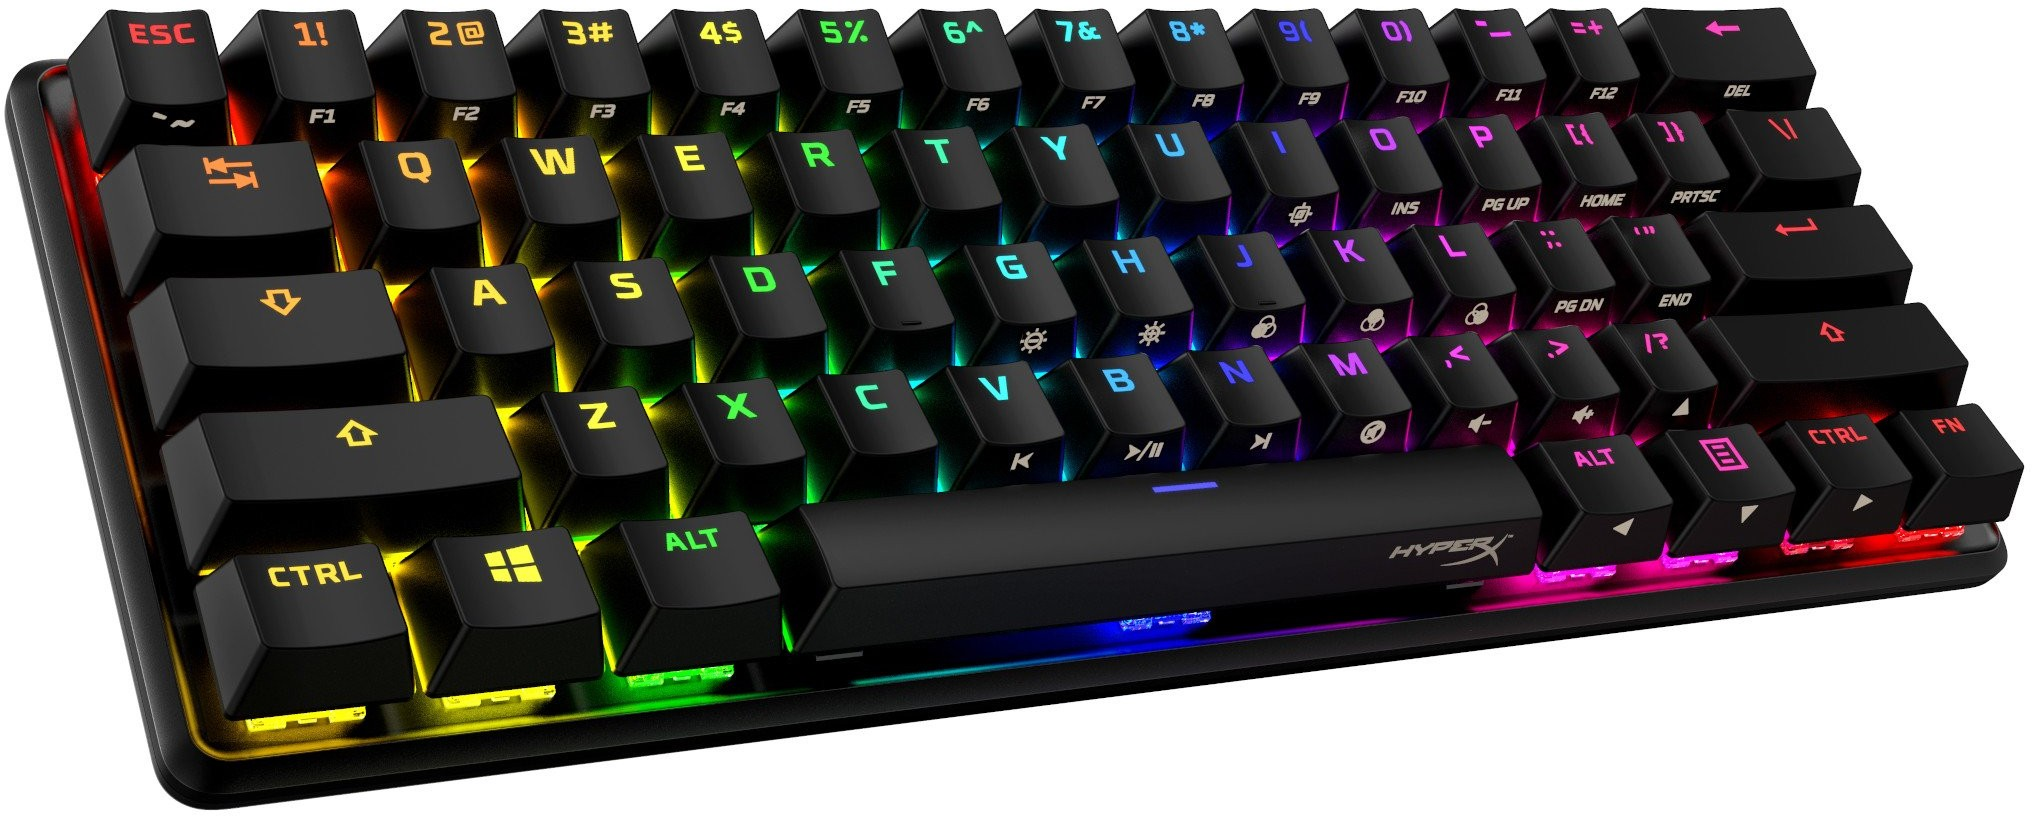 ESC 1! 2@ 3# 4$ 5% 6^ 7& 8* 9( 0) -_ =+
`~ F1 F2 F3 F4 F5 F6 F7 F8 F9 F10 F11 F12 DEL
Q W E R T Y U I O P [{ ]} \|
INS PG UP HOME PRTSC
A S D F G H J K L ;: '"
PG DN END
Z X C V B N M ,< .> /?
CTRL ALT ALT CTRL FN
HYPERX™